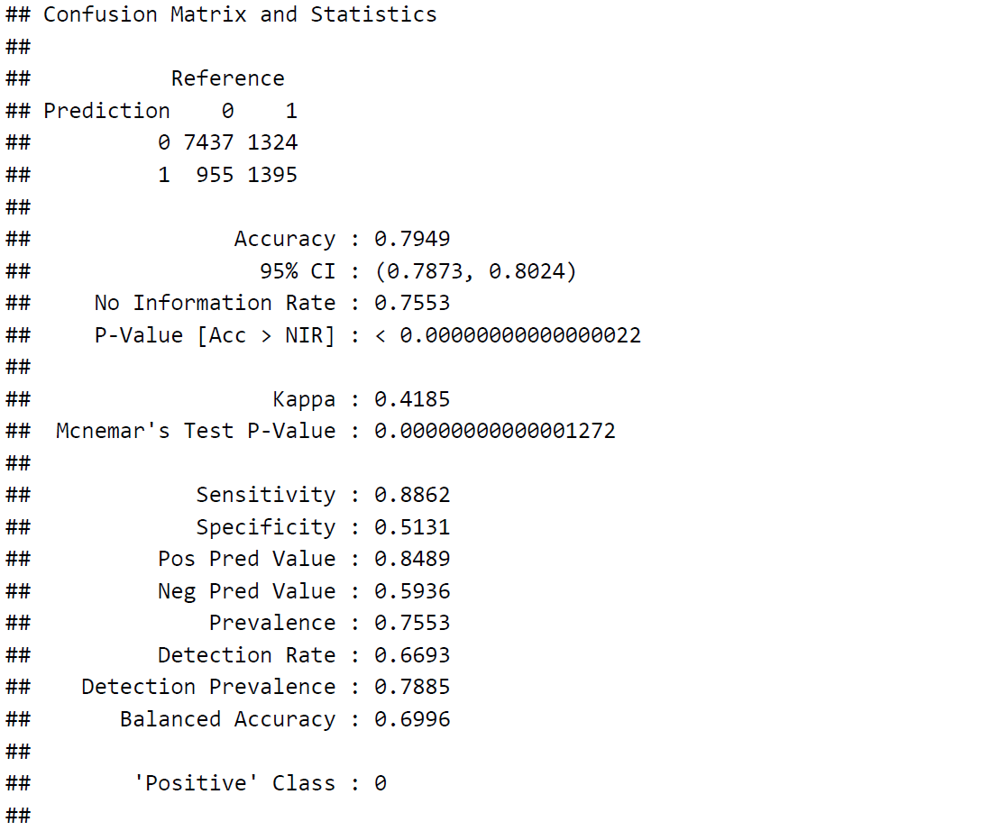 ## Confusion Matrix and Statistics
##
##           Reference
## Prediction    0    1
##          0 7437 1324
##          1  955 1395
##
##                Accuracy : 0.7949
##                  95% CI : (0.7873, 0.8024)
##     No Information Rate : 0.7553
##     P-Value [Acc > NIR] : < 0.00000000000000022
##
##                   Kappa : 0.4185
##  Mcnemar's Test P-Value : 0.00000000000001272
##
##             Sensitivity : 0.8862
##             Specificity : 0.5131
##          Pos Pred Value : 0.8489
##          Neg Pred Value : 0.5936
##              Prevalence : 0.7553
##          Detection Rate : 0.6693
##    Detection Prevalence : 0.7885
##       Balanced Accuracy : 0.6996
##
##        'Positive' Class : 0
##